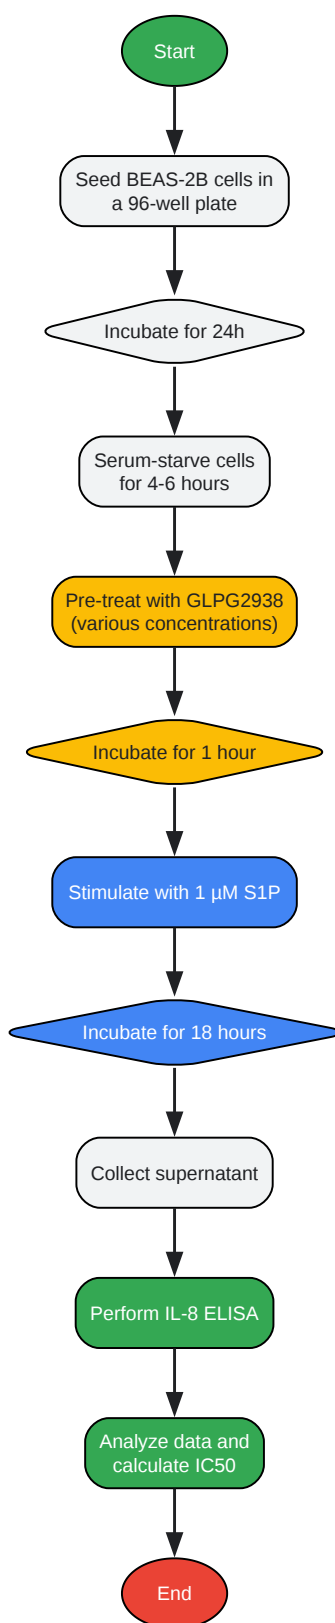 Start
Seed BEAS-2B cells in
a 96-well plate
Incubate for 24h
Serum-starve cells
for 4-6 hours
Pre-treat with GLPG2938
(various concentrations)
Incubate for 1 hour
Stimulate with 1 µM S1P
Incubate for 18 hours
Collect supernatant
Perform IL-8 ELISA
Analyze data and
calculate IC50
End